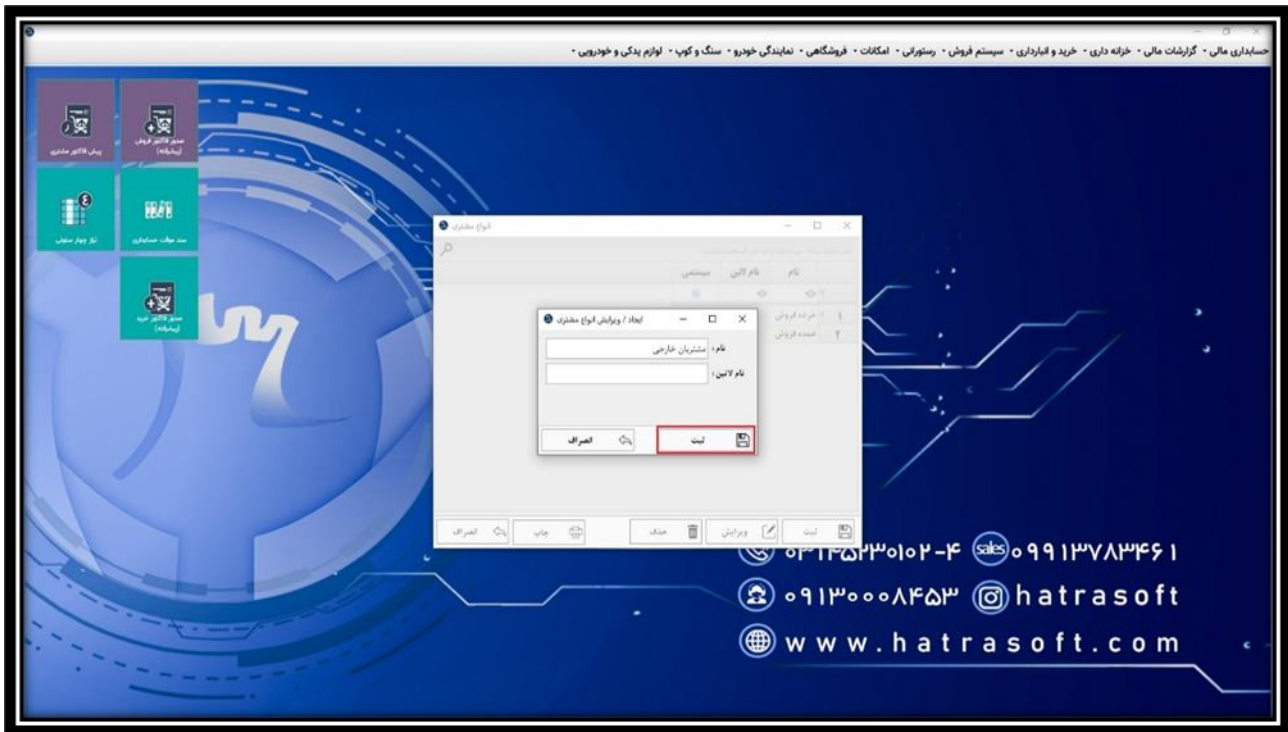 حسابداری مالی - گزارشات مالی - خزانه داری - خرید و انبارداری - سیستم فروش - رستورانی - امکانات - فروشگاهی - نمایندگی خودرو - سنگ و کوپ - لوازم یدکی و خودرویی -
صدور فاکتور فروش
(پیشرفته)
پیش فاکتور مشتری
سند موقت حسابداری
تراز چهار ستونی
صدور فاکتور خرید
(پیشرفته)
انواع مشتری
نام
نام لاتین
سیستمی
۱ خرده فروش
۲ عمده فروش
ایجاد / ویرایش انواع مشتری
نام : مشتریان خارجی
نام لاتین :
ثبت
انصراف
ثبت
ویرایش
حذف
چاپ
انصراف
sales ۰۹۹۱۳۷۸۳۴۶۱
۰۹۱۳۰۰۰۸۴۵۳ hatrasoft
www.hatrasoft.com